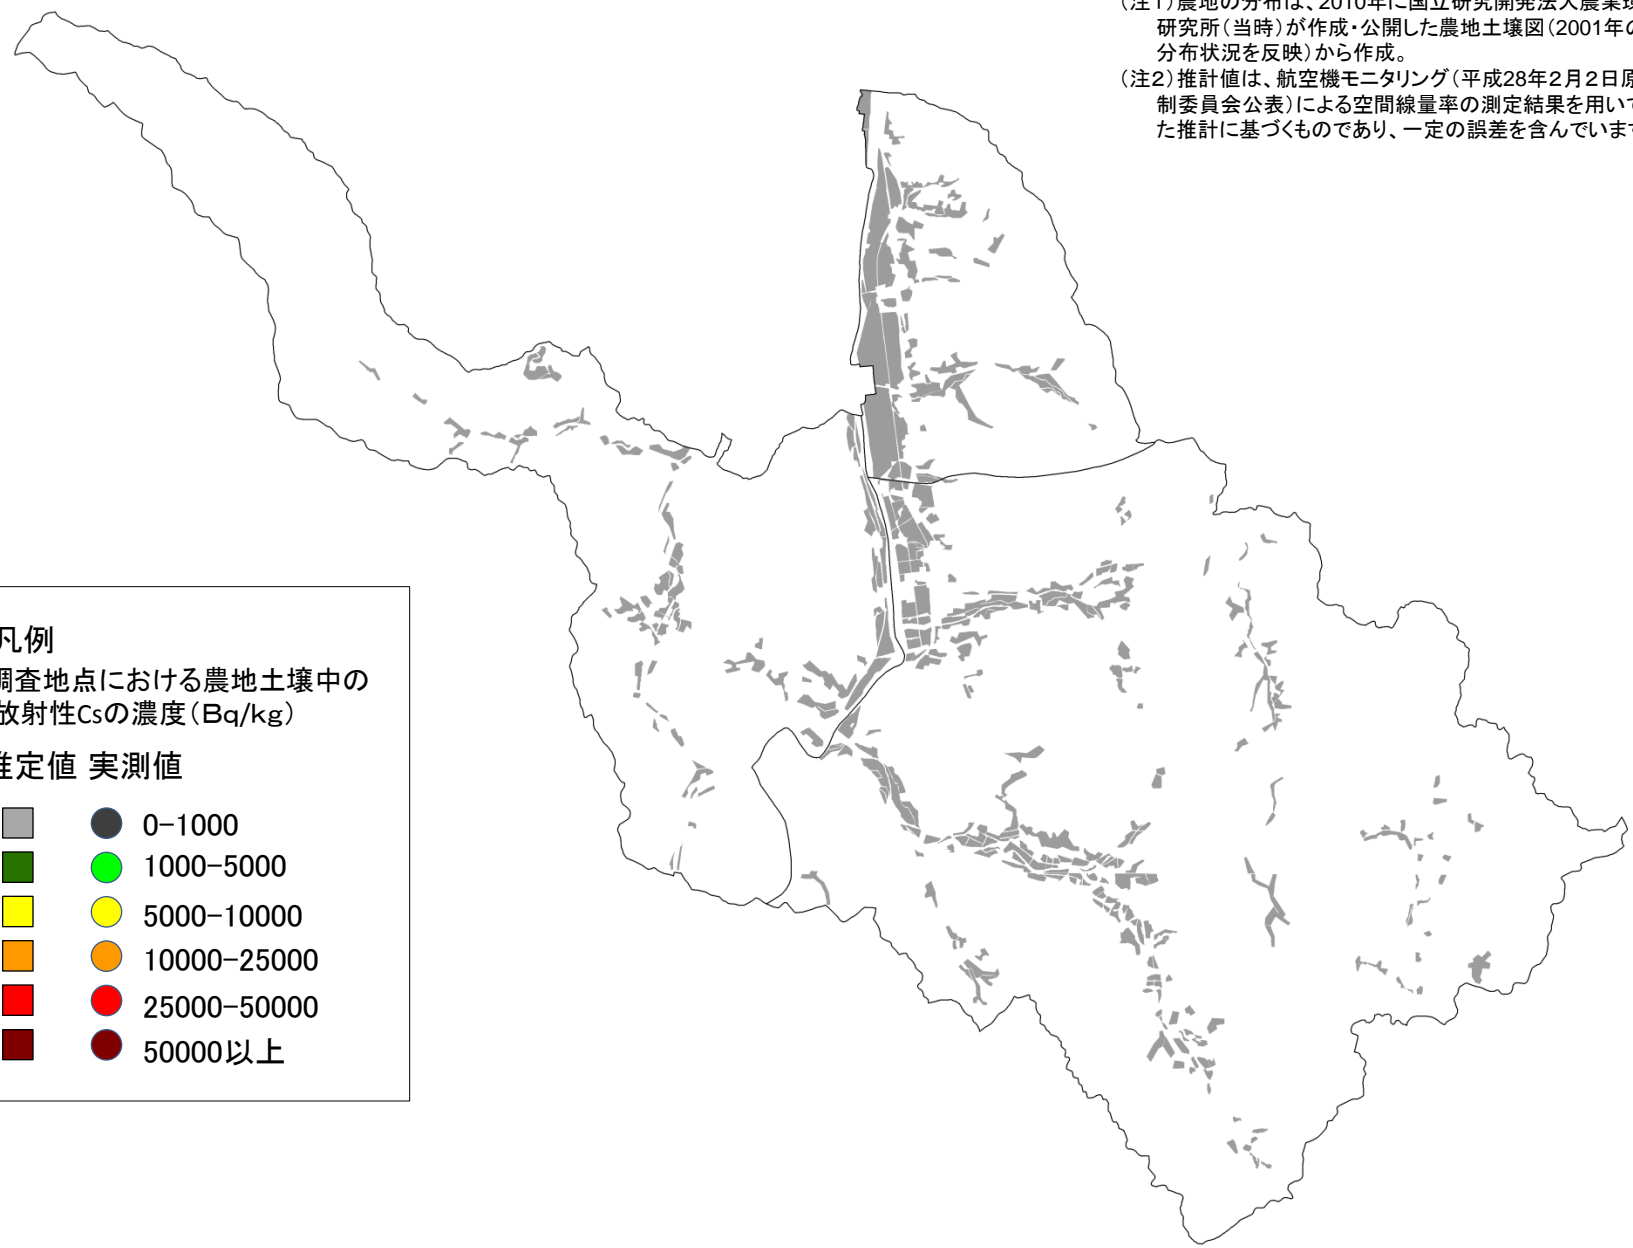 (注1)農地の分布は、2010年に国立研究開発法人農業環
研究所(当時)が作成・公開した農地土壌図(2001年の
分布状況を反映)から作成。
(注2)推計値は、航空機モニタリング(平成28年2月2日原
制委員会公表)による空間線量率の測定結果を用いて
た推計に基づくものであり、一定の誤差を含んでいます
凡例
調査地点における農地土壌中の
放射性Csの濃度(Bq/kg)
推定値 実測値
0-1000
1000-5000
5000-10000
10000-25000
25000-50000
50000以上